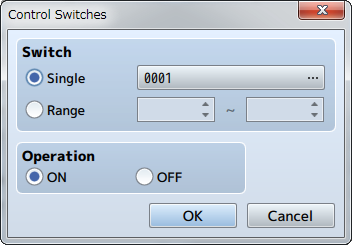 Control Switches
Switch
Single 0001 ...
Range ~
Operation
ON OFF
OK Cancel